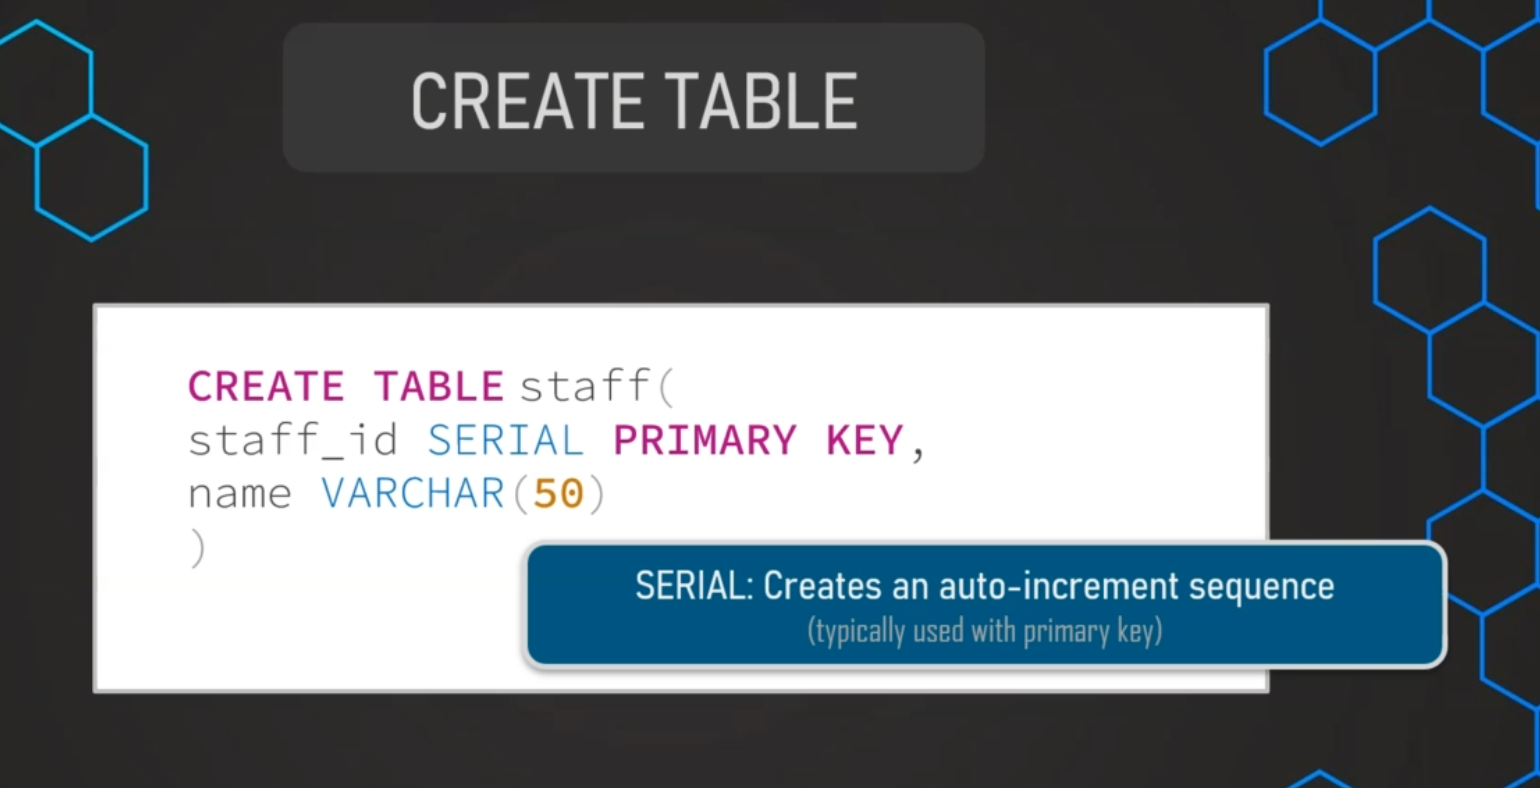 CREATE TABLE
CREATE TABLE staff(
staff_id SERIAL PRIMARY KEY,
name VARCHAR(50)
)
SERIAL: Creates an auto-increment sequence
(typically used with primary key)